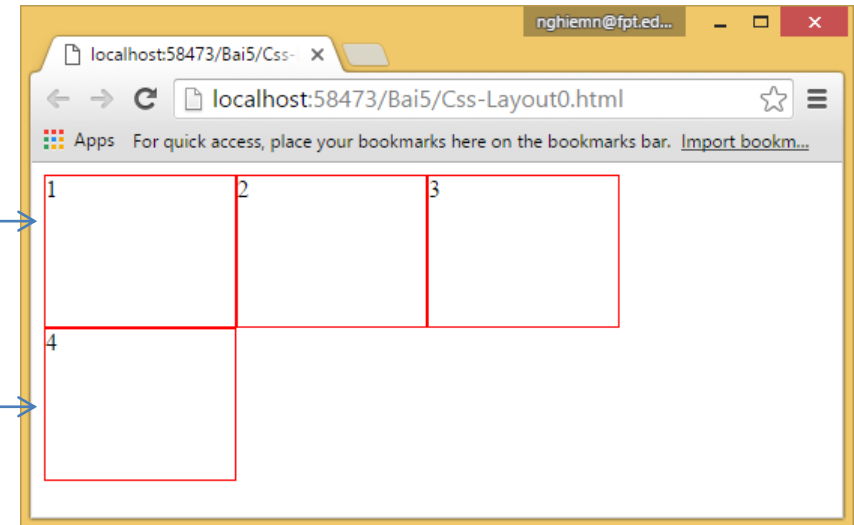 nghiemn@fpt.ed...
localhost:58473/Bai5/Css-
localhost:58473/Bai5/Css-Layout0.html
Apps For quick access, place your bookmarks here on the bookmarks bar. Import bookm...
1 2 3
4